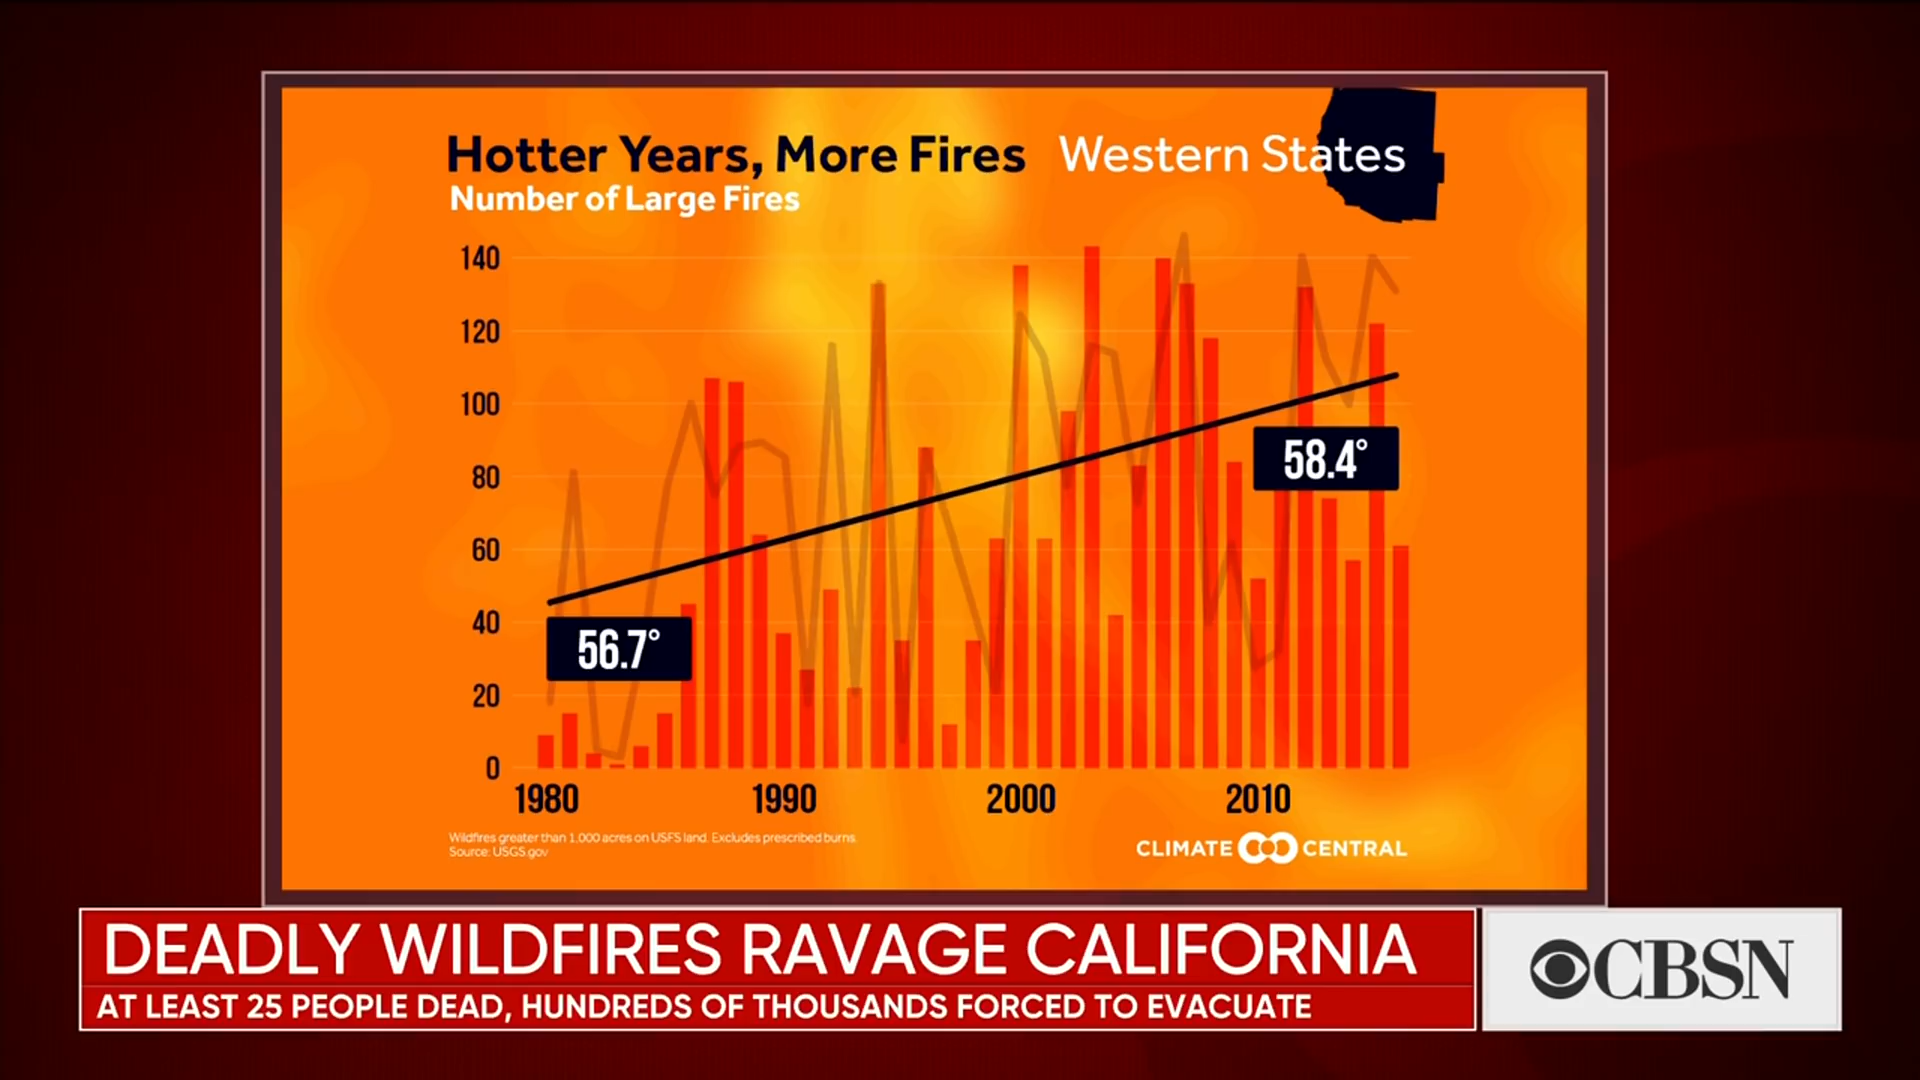 Hotter Years, More Fires Western States
Number of Large Fires
140
120
100
80
60
40
20
0
58.4°
56.7°
1980 1990 2000 2010
Wildfires greater than 1,000 acres on USFS land. Excludes prescribed burns.
Source: USGS.gov
CLIMATE CENTRAL
DEADLY WILDFIRES RAVAGE CALIFORNIA
AT LEAST 25 PEOPLE DEAD, HUNDREDS OF THOUSANDS FORCED TO EVACUATE
CBSN